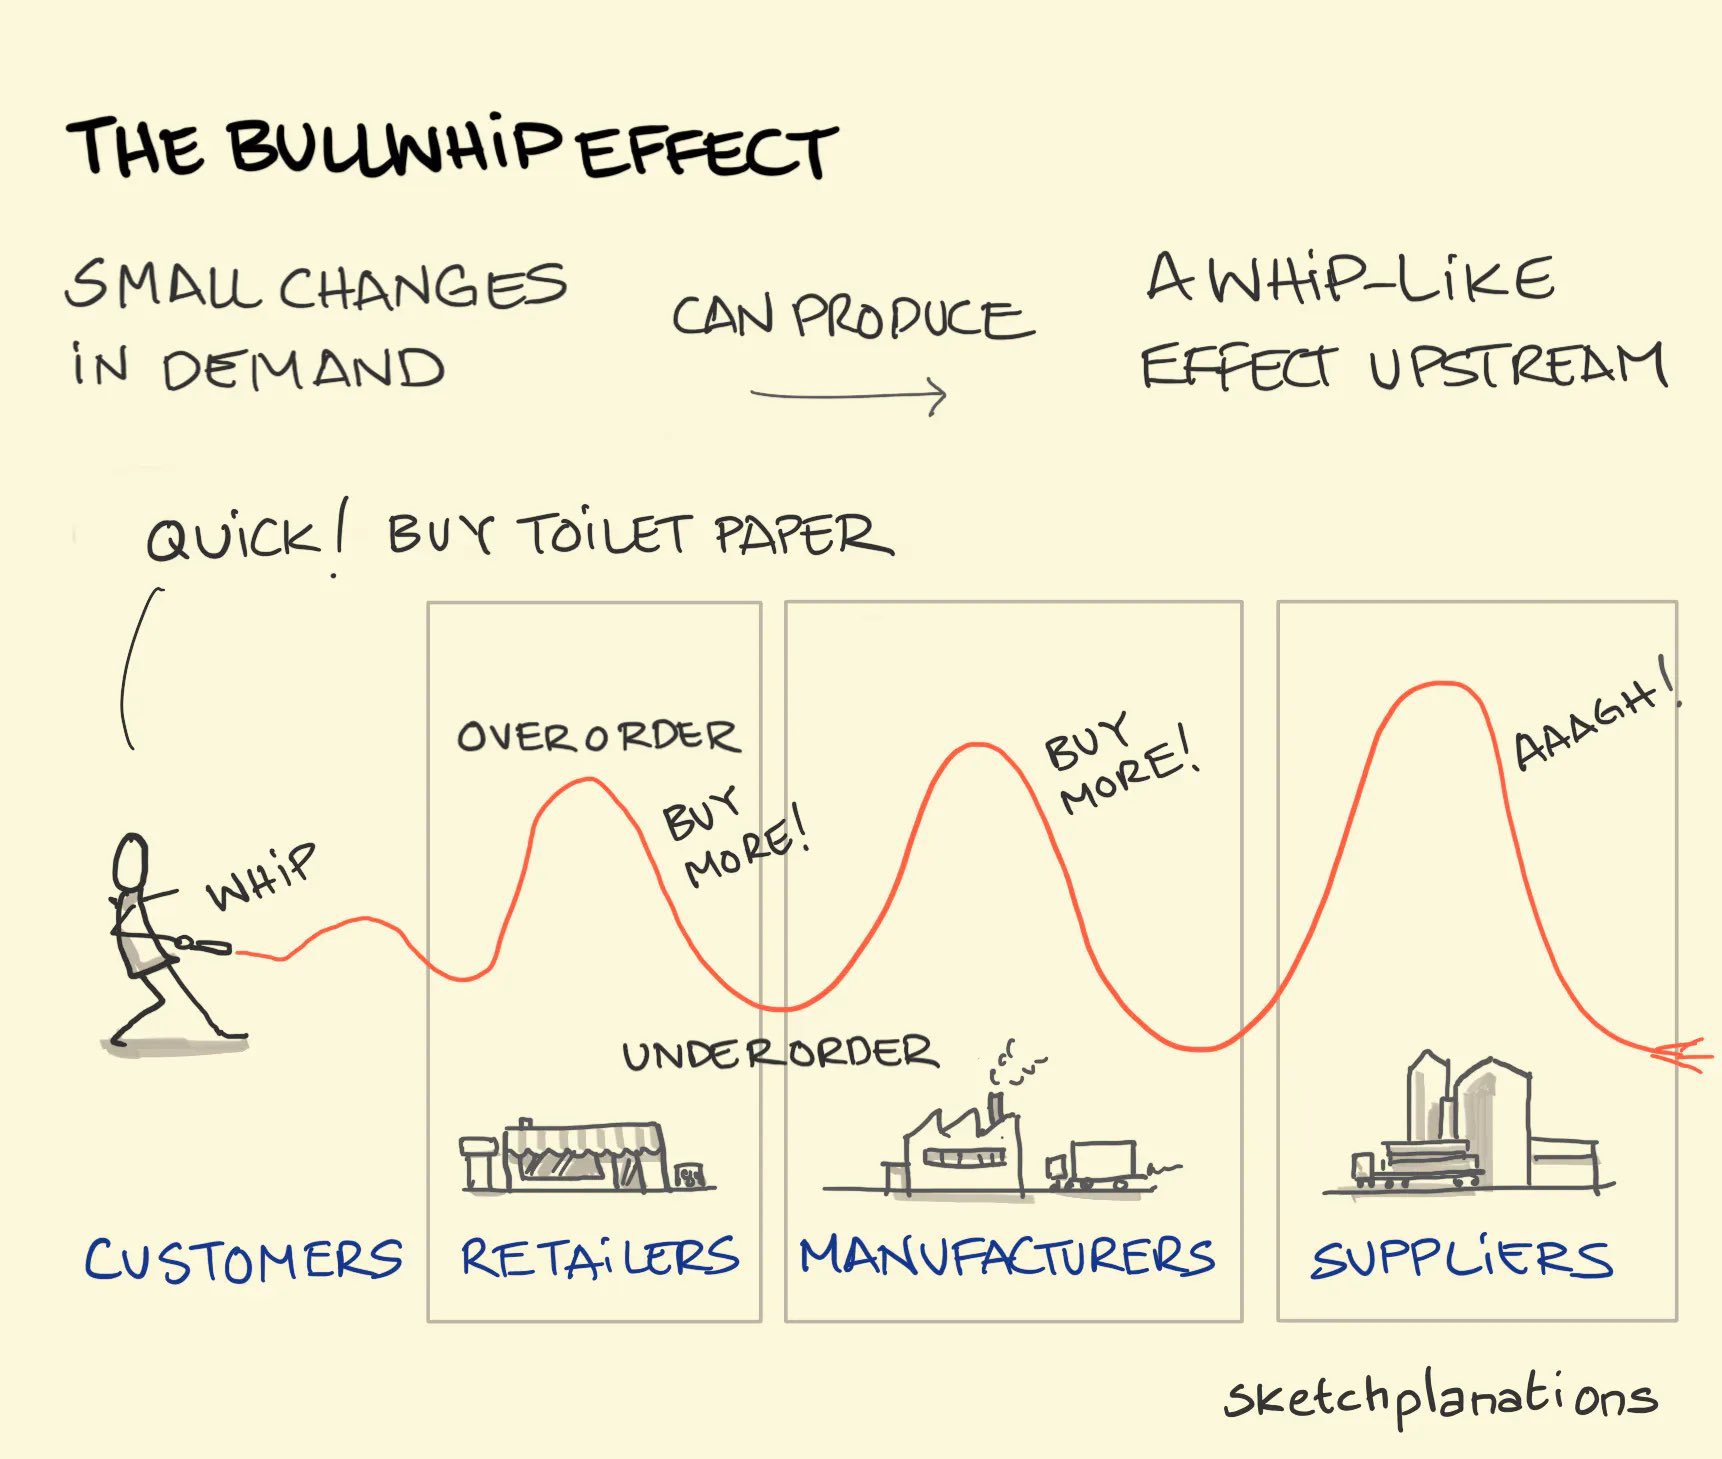 THE BULLWHIP EFFECT
SMALL CHANGES
IN DEMAND
CAN PRODUCE
A WHIP-LIKE
EFFECT UPSTREAM
QUICK! BUY TOILET PAPER
WHIP
OVERORDER
BUY
MORE!
UNDERORDER
BUY
MORE!
AAAGH!
CUSTOMERS
RETAILERS
MANUFACTURERS
SUPPLIERS
sketchplanations